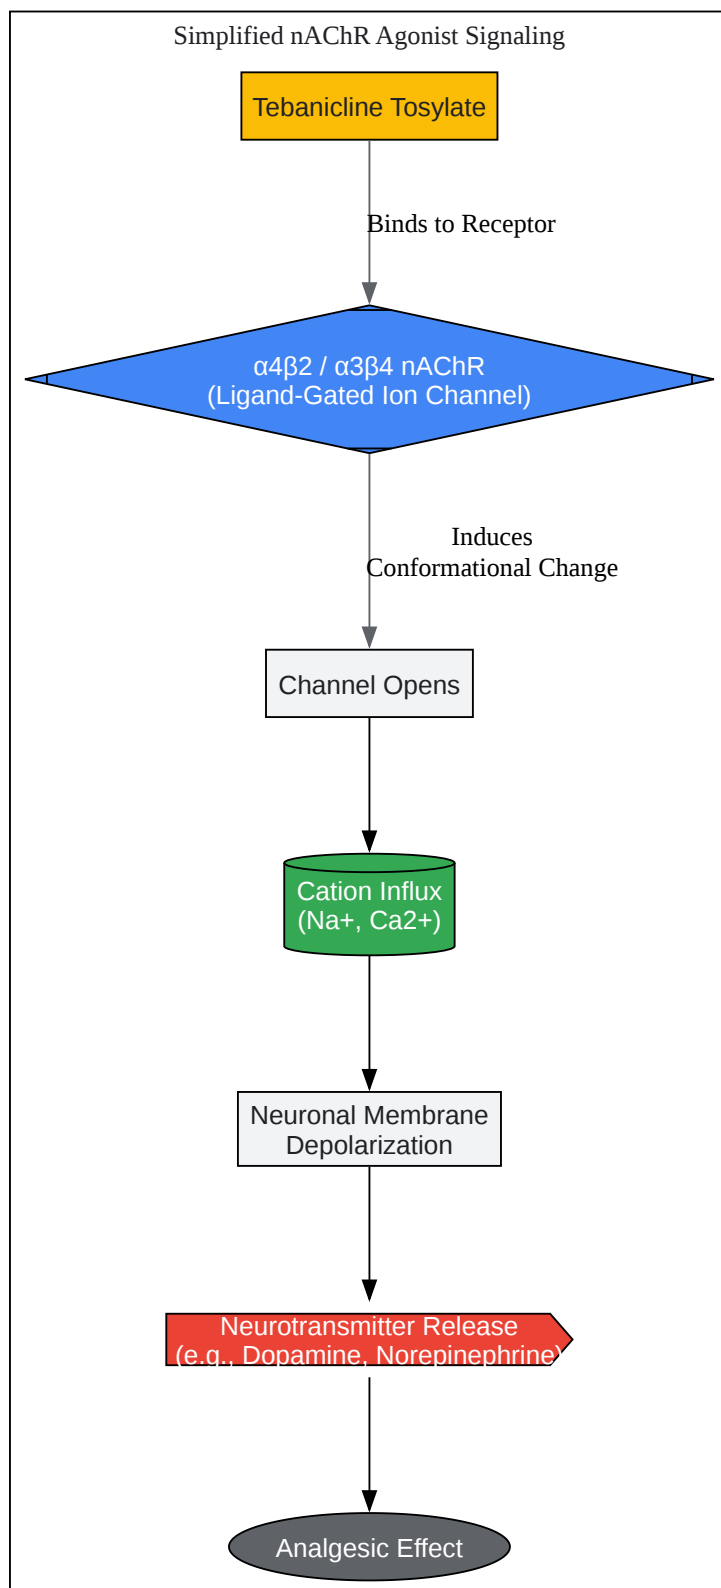 Simplified nAChR Agonist Signaling
Tebanicline Tosylate
Binds to Receptor
α4β2 / α3β4 nAChR
(Ligand-Gated Ion Channel)
Induces
Conformational Change
Channel Opens
Cation Influx
(Na+, Ca2+)
Neuronal Membrane
Depolarization
Neurotransmitter Release
(e.g., Dopamine, Norepinephrine)
Analgesic Effect